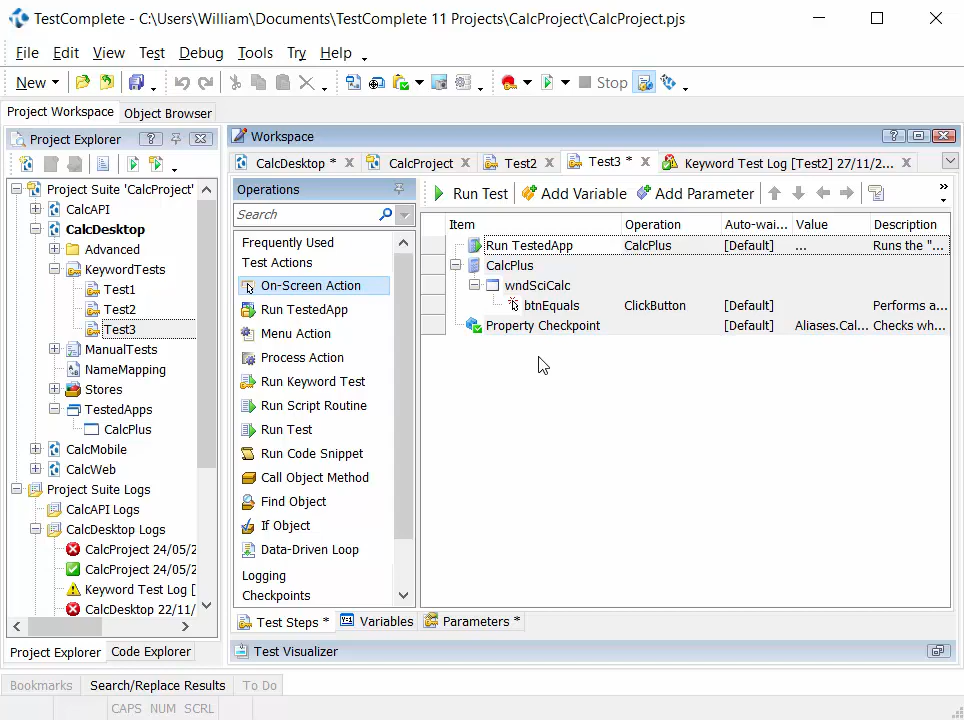 TestComplete - C:\Users\William\Documents\TestComplete 11 Projects\CalcProject\CalcProject.pjs
File Edit View Test Debug Tools Try Help
New Stop
Project Workspace Object Browser
Project Explorer
Workspace
CalcDesktop * CalcProject Test2 Test3 * Keyword Test Log [Test2] 27/11/2...
Operations
Run Test Add Variable Add Parameter »
Search
Project Suite 'CalcProject'
CalcAPI
CalcDesktop
Advanced
KeywordTests
Test1
Test2
Test3
ManualTests
NameMapping
Stores
TestedApps
CalcPlus
CalcMobile
CalcWeb
Project Suite Logs
CalcAPI Logs
CalcDesktop Logs
CalcProject 24/05/2
CalcProject 24/05/2
Keyword Test Log [
CalcDesktop 22/11/
Project Explorer Code Explorer
Frequently Used
Test Actions
On-Screen Action
Run TestedApp
Menu Action
Process Action
Run Keyword Test
Run Script Routine
Run Test
Run Code Snippet
Call Object Method
Find Object
If Object
Data-Driven Loop
Logging
Checkpoints
Item Operation Auto-wai... Value Description
Run TestedApp CalcPlus [Default] ... Runs the "...
CalcPlus
wndSciCalc
btnEquals ClickButton [Default] Performs a...
Property Checkpoint [Default] Aliases.Cal... Checks wh...
Test Steps * Variables Parameters *
Test Visualizer
Bookmarks Search/Replace Results To Do
CAPS NUM SCRL